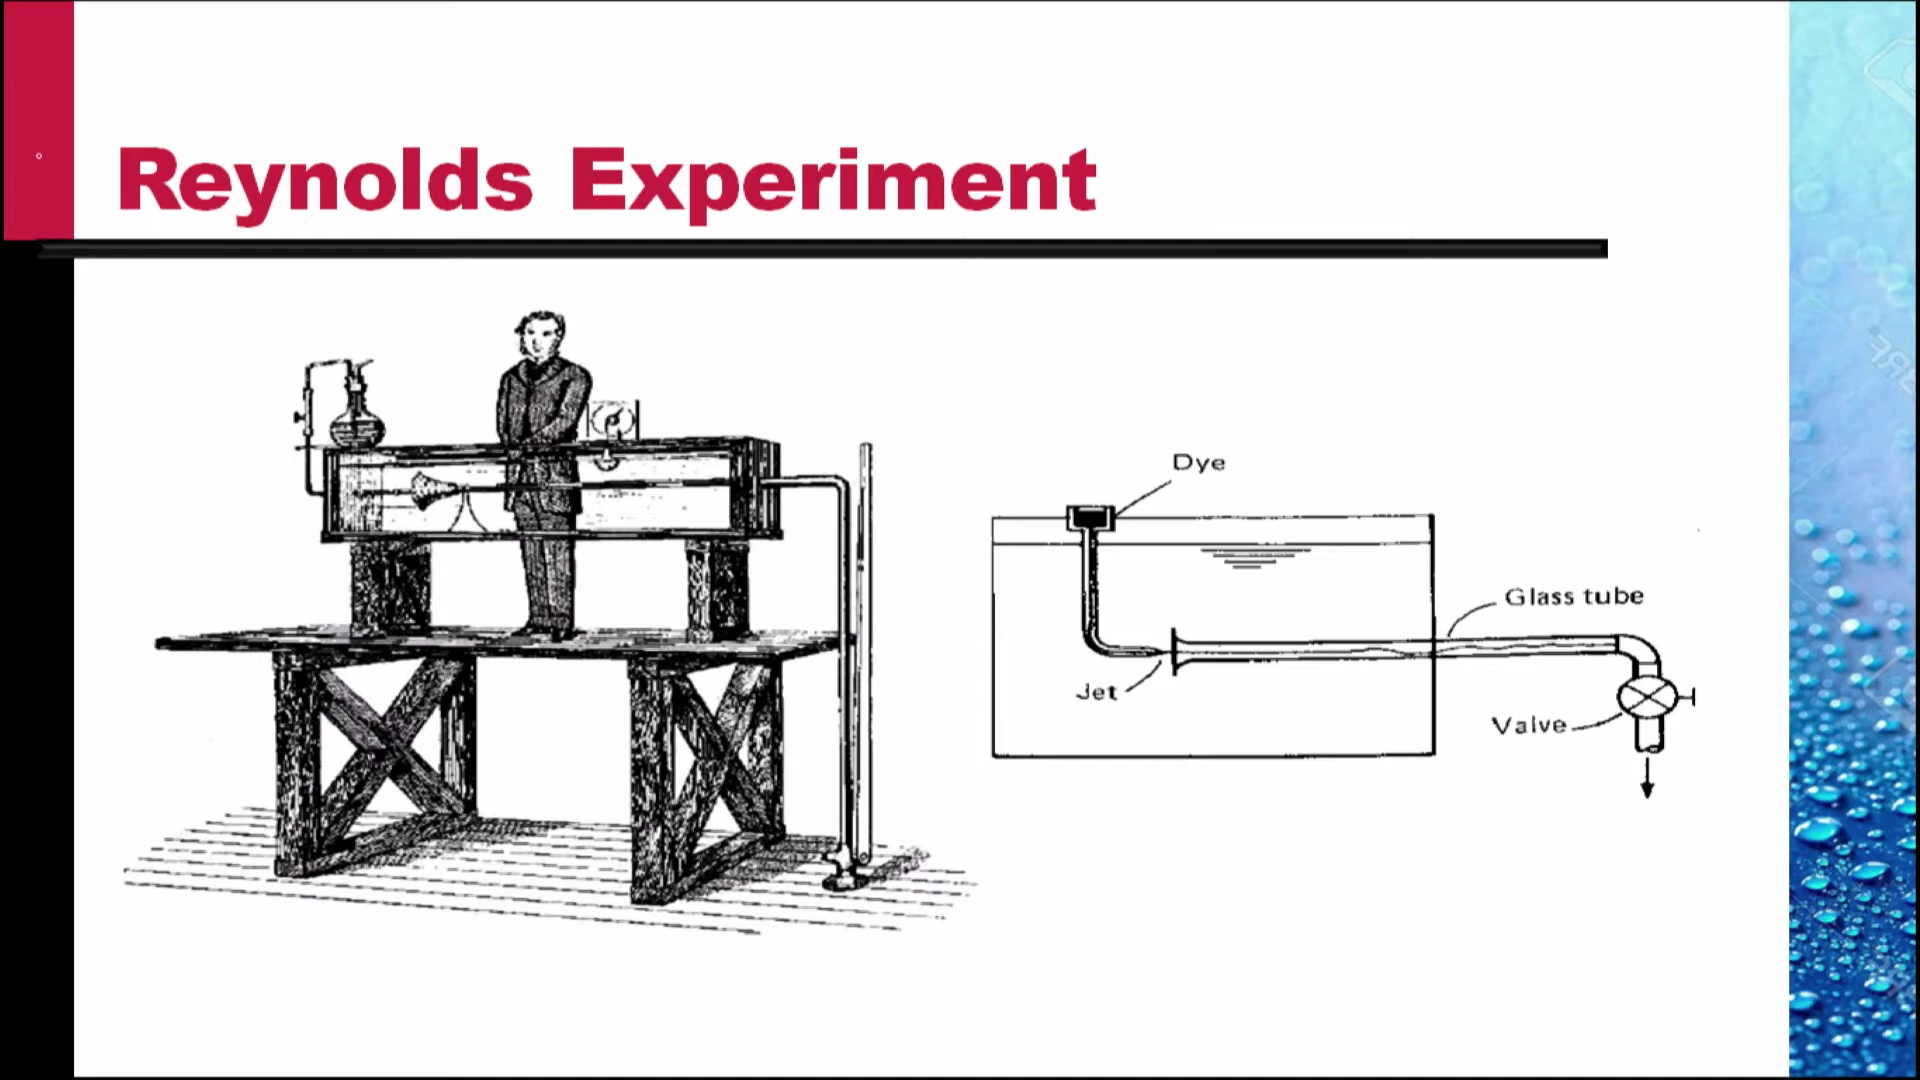 Reynolds Experiment
Dye
Glass tube
Jet
Valve